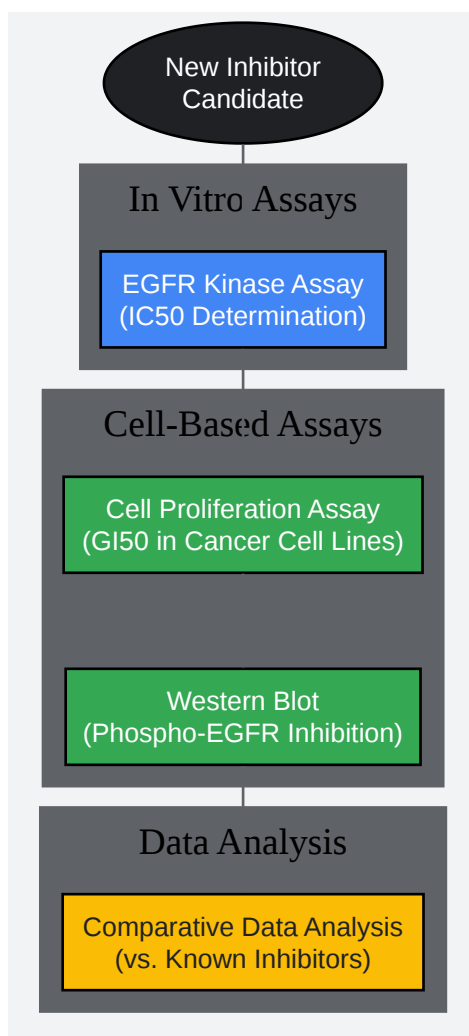 New Inhibitor
Candidate
In Vitro Assays
EGFR Kinase Assay
(IC50 Determination)
Cell-Based Assays
Cell Proliferation Assay
(GI50 in Cancer Cell Lines)
Western Blot
(Phospho-EGFR Inhibition)
Data Analysis
Comparative Data Analysis
(vs. Known Inhibitors)